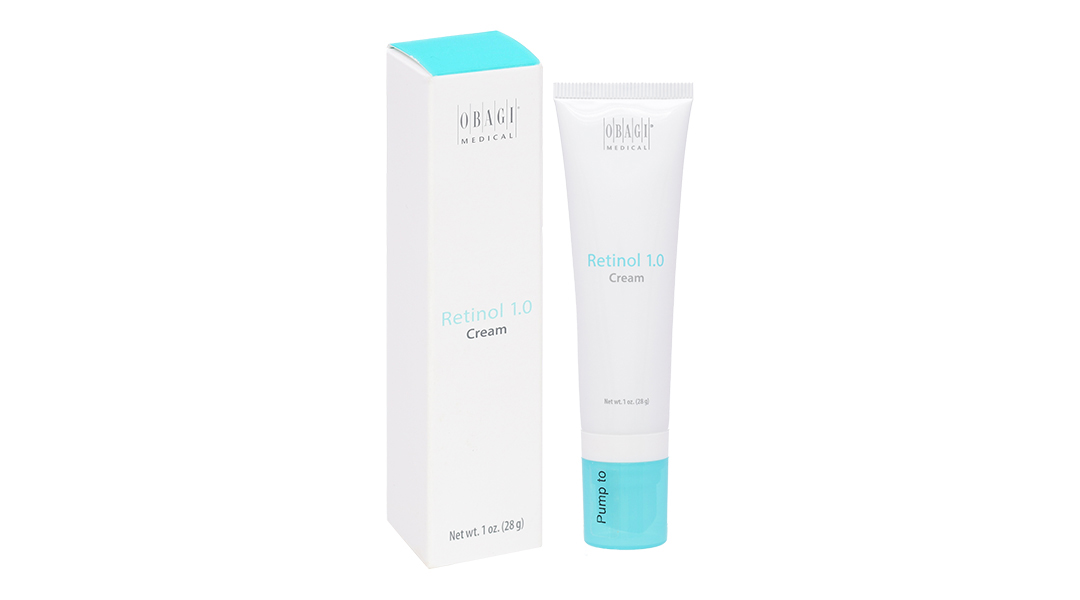 OBAGI®
MEDICAL
Retinol 1.0
Cream
Net wt. 1 oz. (28 g)
OBAGI®
MEDICAL
Retinol 1.0
Cream
Net wt. 1 oz. (28 g)
Pump to